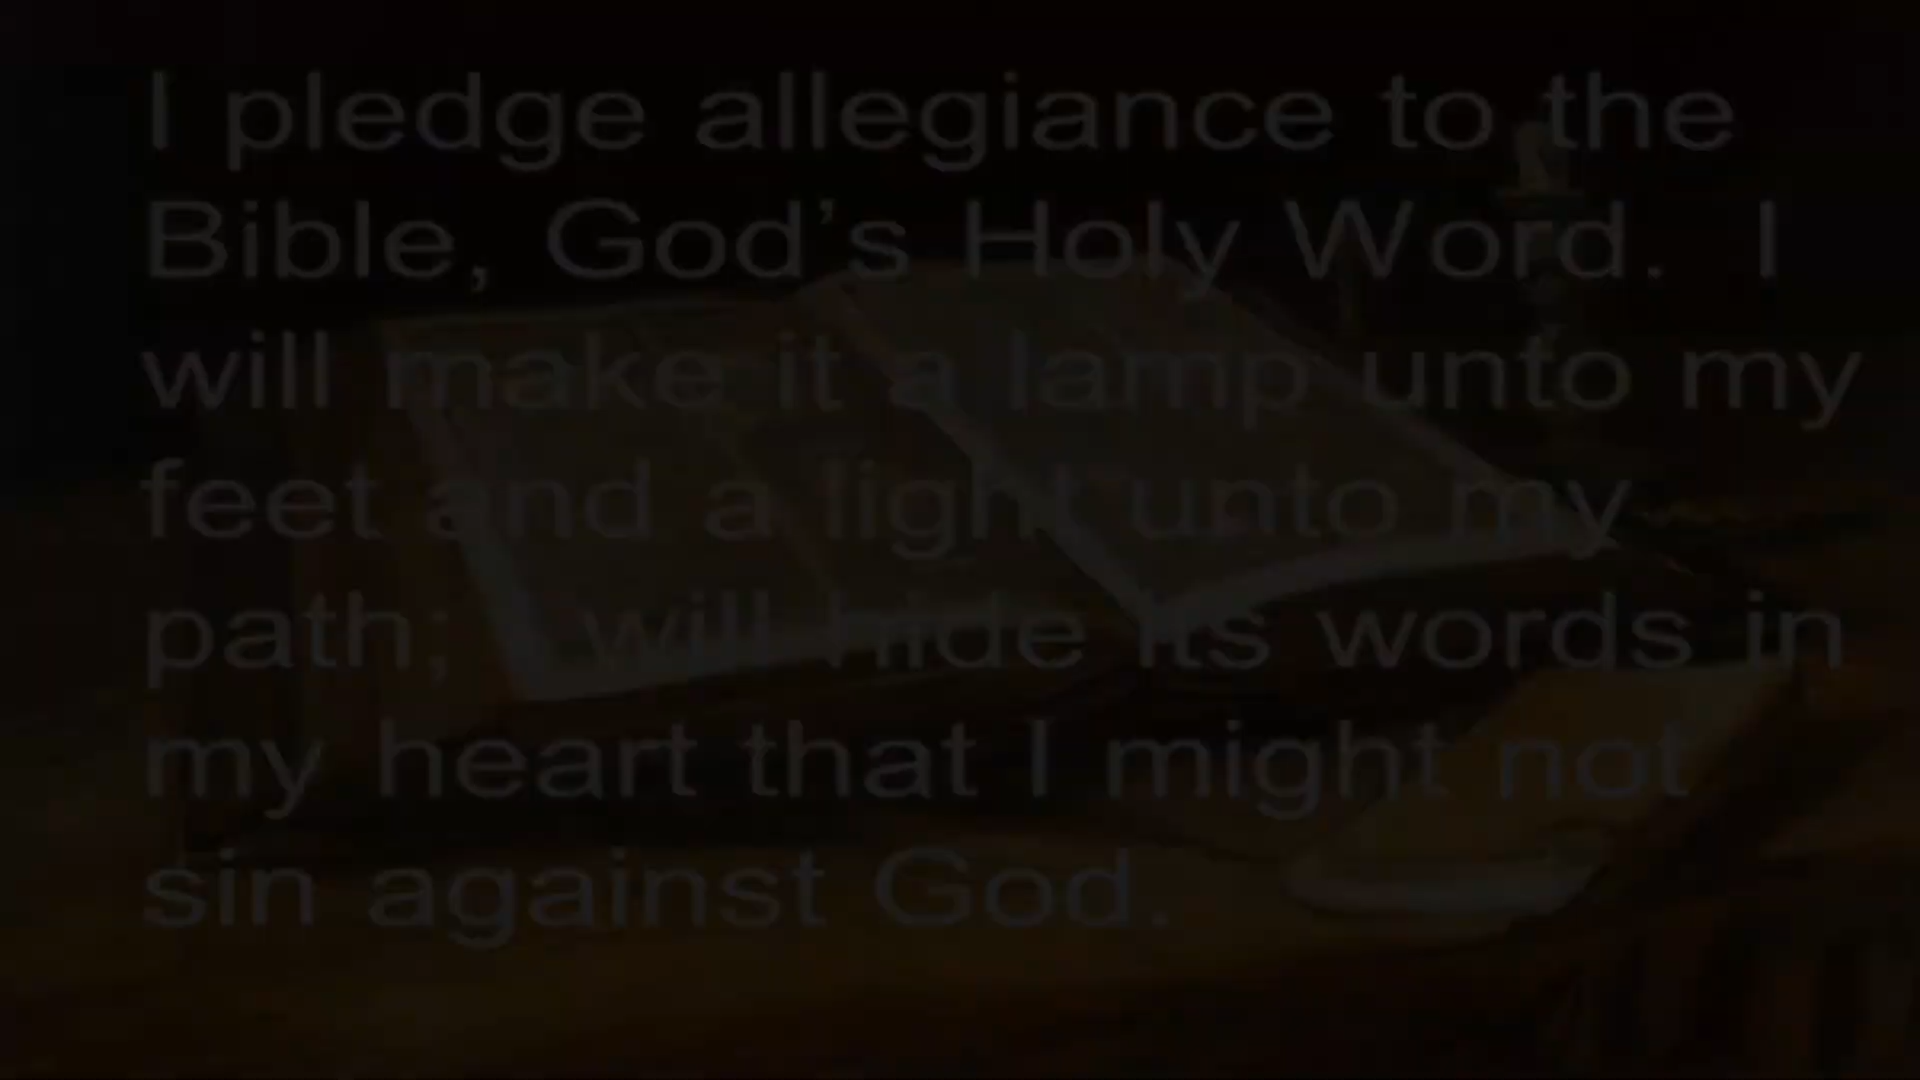 I pledge allegiance to the
Bible, God’s Holy Word. I
will make it a lamp unto my
feet and a light unto my
path; I will hide its words in
my heart that I might not
sin against God.